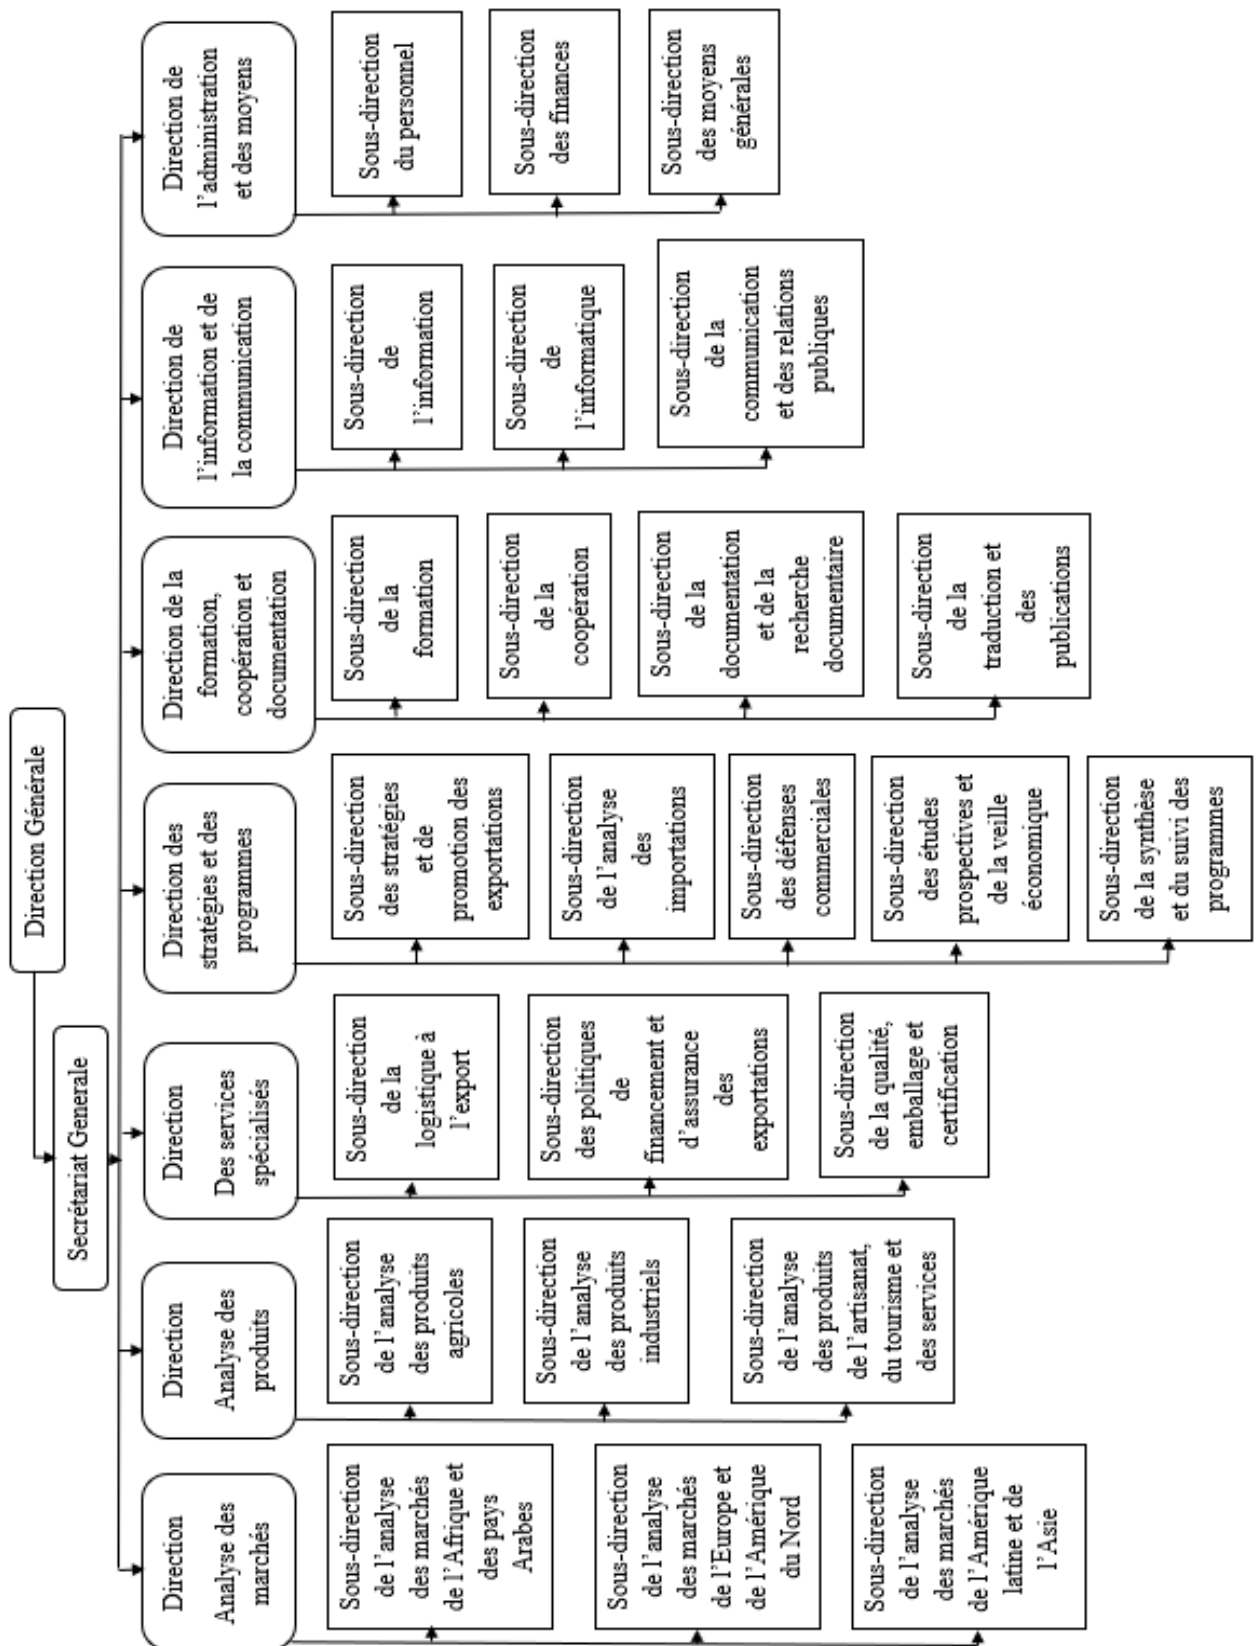 Direction Générale
Secrétariat Generale
Direction
Analyse des
marchés
Sous-direction
de l'analyse
des marchés
de l'Afrique et
des pays
Arabes
Sous-direction
de l'analyse
des marchés
de l'Europe et
de l'Amérique
du Nord
Sous-direction
de l'analyse
des marchés
de l'Amérique
latine et de
l'Asie
Direction
Analyse des
produits
Sous-direction
de l'analyse
des produits
agricoles
Sous-direction
de l'analyse
des produits
industriels
Sous-direction
de l'analyse
des produits
de l'artisanat,
du tourisme et
des services
Direction
Des services
spécialisés
Sous-direction
de la
logistique à
l'export
Sous-direction
des politiques
de
financement et
d'assurance
des
exportations
Sous-direction
de la qualité,
emballage et
certification
Direction des
stratégies et des
programmes
Sous-direction
des stratégies
et de
promotion des
exportations
Sous-direction
de l'analyse
des
importations
Sous-direction
des défenses
commerciales
Sous-direction
des études
prospectives et
de la veille
économique
Sous-direction
de la synthèse
et du suivi des
programmes
Direction de la
formation,
coopération et
documentation
Sous-direction
de la
formation
Sous-direction
de la
coopération
Sous-direction
de la
documentation
et de la
recherche
documentaire
Sous-direction
de la
traduction et
des
publications
Direction de
l'information et de
la communication
Sous-direction
de
l'information
Sous-direction
de
l'informatique
Sous-direction
de la
communication
et des relations
publiques
Direction de
l'administration
et des moyens
Sous-direction
du personnel
Sous-direction
des finances
Sous-direction
des moyens
générales